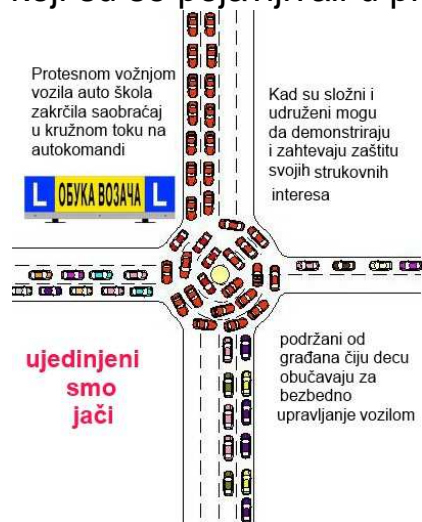 Protesnom vožnjom
vozila auto škola
zakrčila saobraćaj
u kružnom toku na
autokomandi
Kad su složni i
udruženi mogu
da demonstriraju
i zahtevaju zaštitu
svojih strukovnih
interesa
L ОБУКА ВОЗАЧА L
ujedinjeni
smo
jači
podržani od
građana čiju decu
obučavaju za
bezbedno
upravljanje vozilom